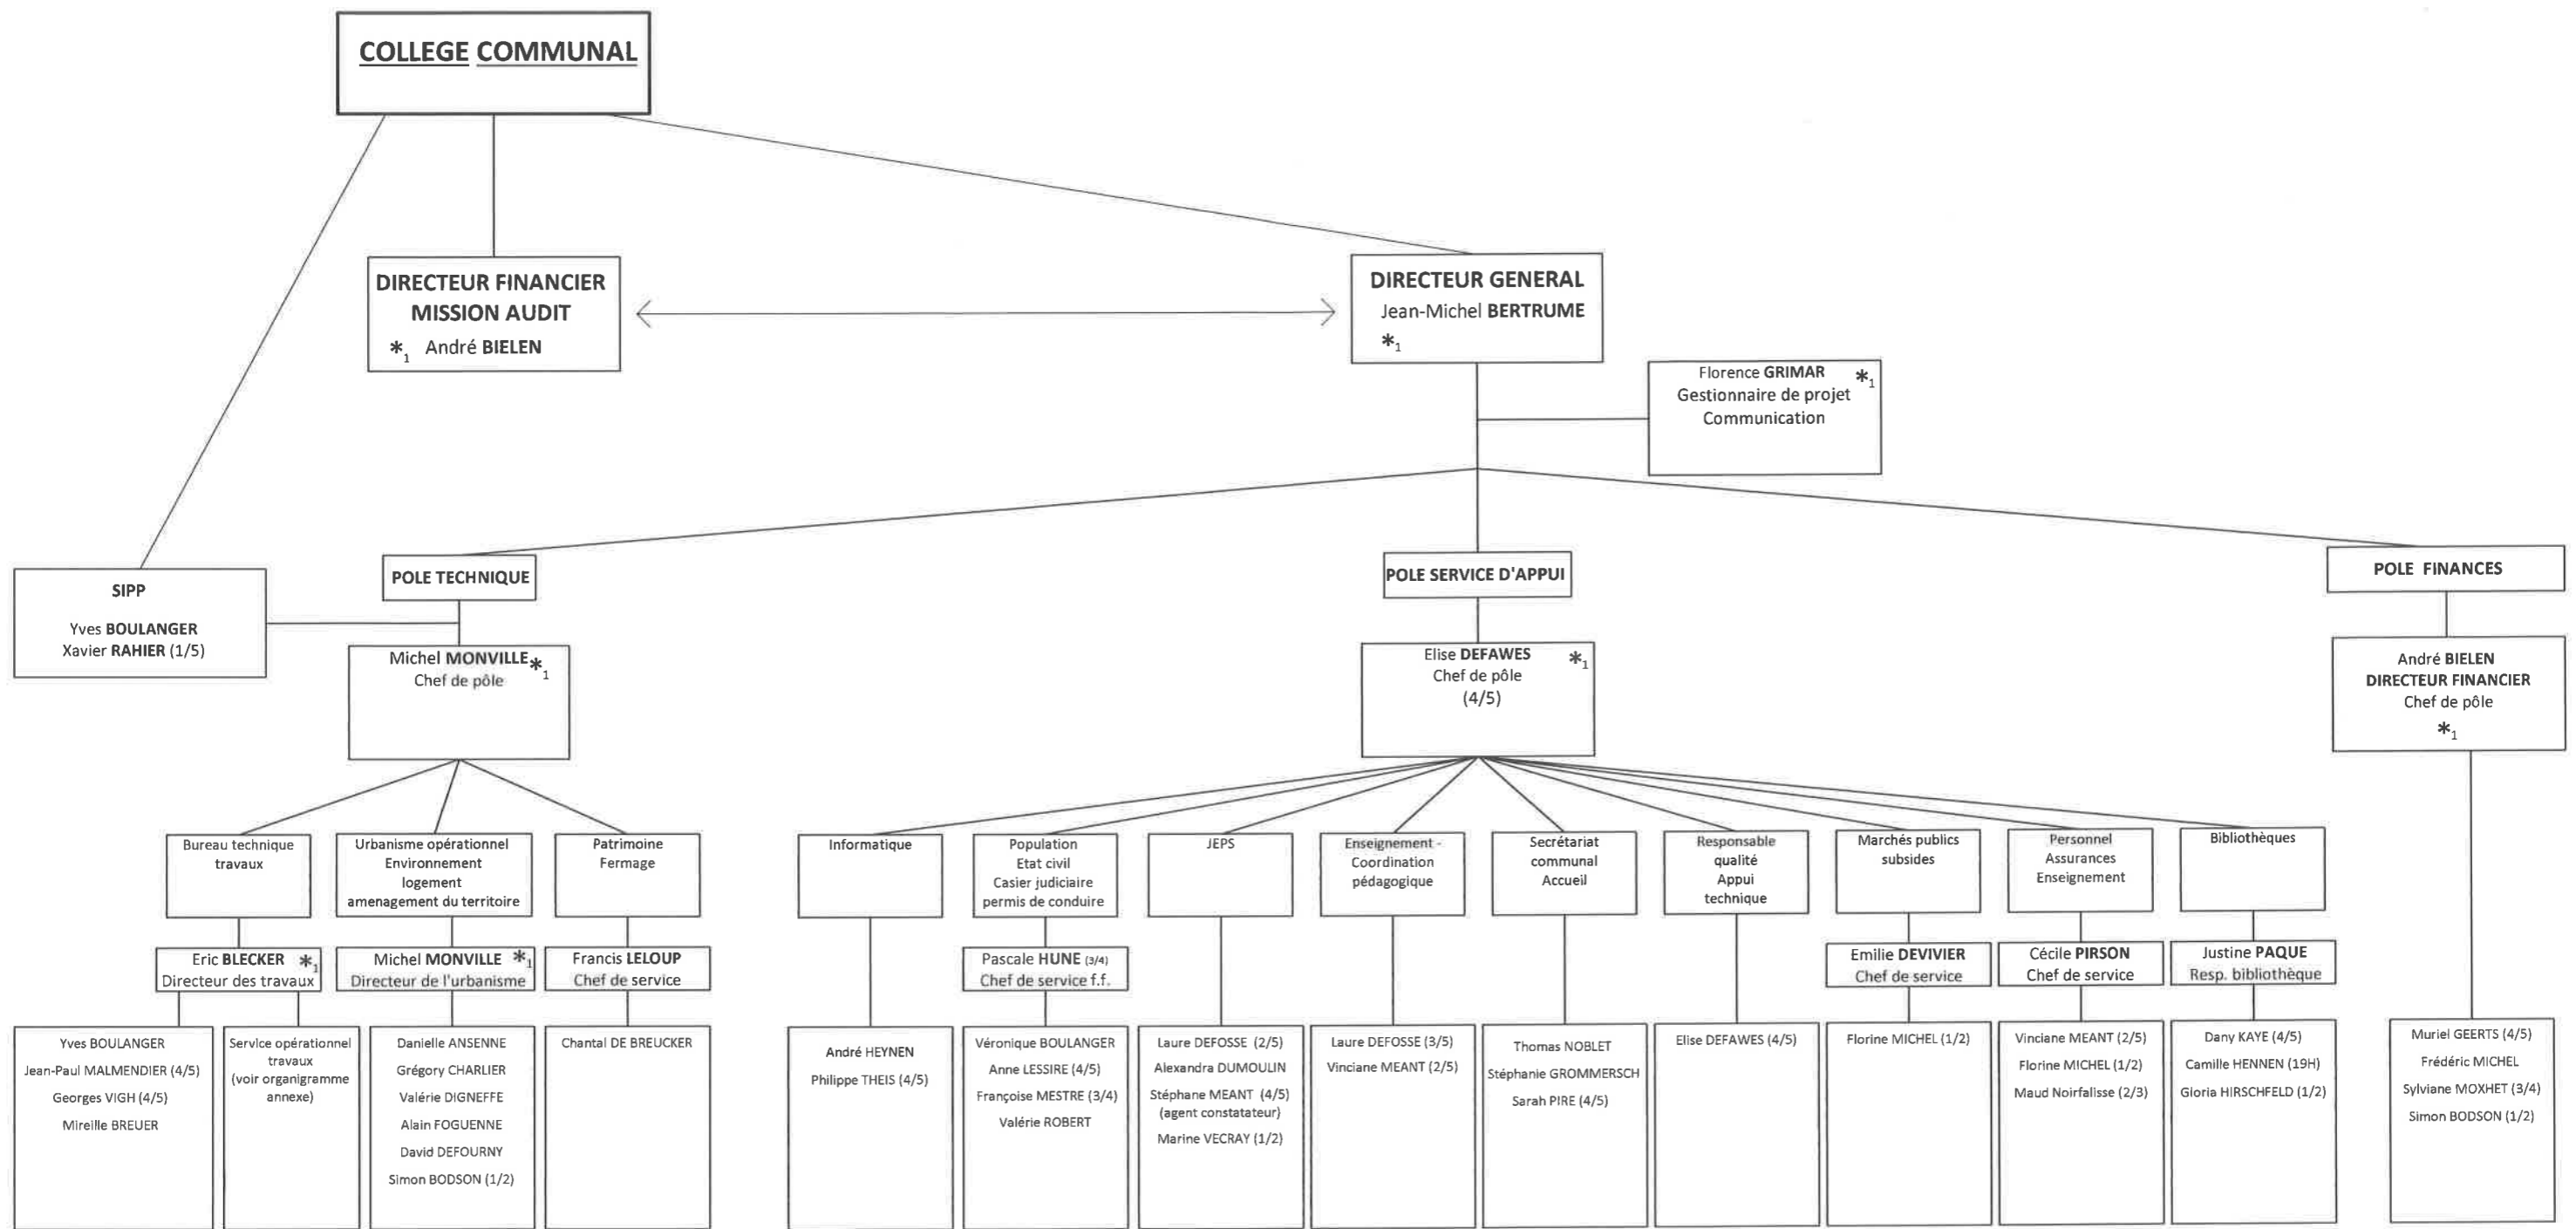 COLLEGE COMMUNAL
DIRECTEUR FINANCIER
MISSION AUDIT
*1 André BIELEN
DIRECTEUR GENERAL
Jean-Michel BERTRUME
*1
Florence GRIMAR *1
Gestionnaire de projet
Communication
SIPP
Yves BOULANGER
Xavier RAHIER (1/5)
POLE TECHNIQUE
POLE SERVICE D'APPUI
POLE FINANCES
Michel MONVILLE *1
Chef de pôle
Elise DEFAWES *1
Chef de pôle
(4/5)
André BIELEN
DIRECTEUR FINANCIER
Chef de pôle
*1
Bureau technique
travaux
Urbanisme opérationnel
Environnement
logement
amenagement du territoire
Patrimoine
Fermage
Informatique
Population
Etat civil
Casier judiciaire
permis de conduire
JEPS
Enseignement -
Coordination
pédagogique
Secrétariat
communal
Accueil
Responsable
qualité
Appui
technique
Marchés publics
subsides
Personnel
Assurances
Enseignement
Bibliothèques
Eric BLECKER *1
Directeur des travaux
Michel MONVILLE *1
Directeur de l'urbanisme
Francis LELOUP
Chef de service
Pascale HUNE (3/4)
Chef de service f.f.
Emilie DEVIVIER
Chef de service
Cécile PIRSON
Chef de service
Justine PAQUE
Resp. bibliothèque
Yves BOULANGER
Jean-Paul MALMENDIER (4/5)
Georges VIGH (4/5)
Mireille BREUER
Service opérationnel
travaux
(voir organigramme
annexe)
Danielle ANSENNE
Grégory CHARLIER
Valérie DIGNEFFE
Alain FOGUENNE
David DEFOURNY
Simon BODSON (1/2)
Chantal DE BREUCKER
André HEYNEN
Philippe THEIS (4/5)
Véronique BOULANGER
Anne LESSIRE (4/5)
Françoise MESTRE (3/4)
Valérie ROBERT
Laure DEFOSSE (2/5)
Alexandra DUMOULIN
Stéphane MEANT (4/5)
(agent constatateur)
Marine VECRAY (1/2)
Laure DEFOSSE (3/5)
Vinciane MEANT (2/5)
Thomas NOBLET
Stéphanie GROMMERSCH
Sarah PIRE (4/5)
Elise DEFAWES (4/5)
Florine MICHEL (1/2)
Vinciane MEANT (2/5)
Florine MICHEL (1/2)
Maud Noirfalisse (2/3)
Dany KAYE (4/5)
Camille HENNEN (19H)
Gloria HIRSCHFELD (1/2)
Muriel GEERTS (4/5)
Frédéric MICHEL
Sylviane MOXHET (3/4)
Simon BODSON (1/2)